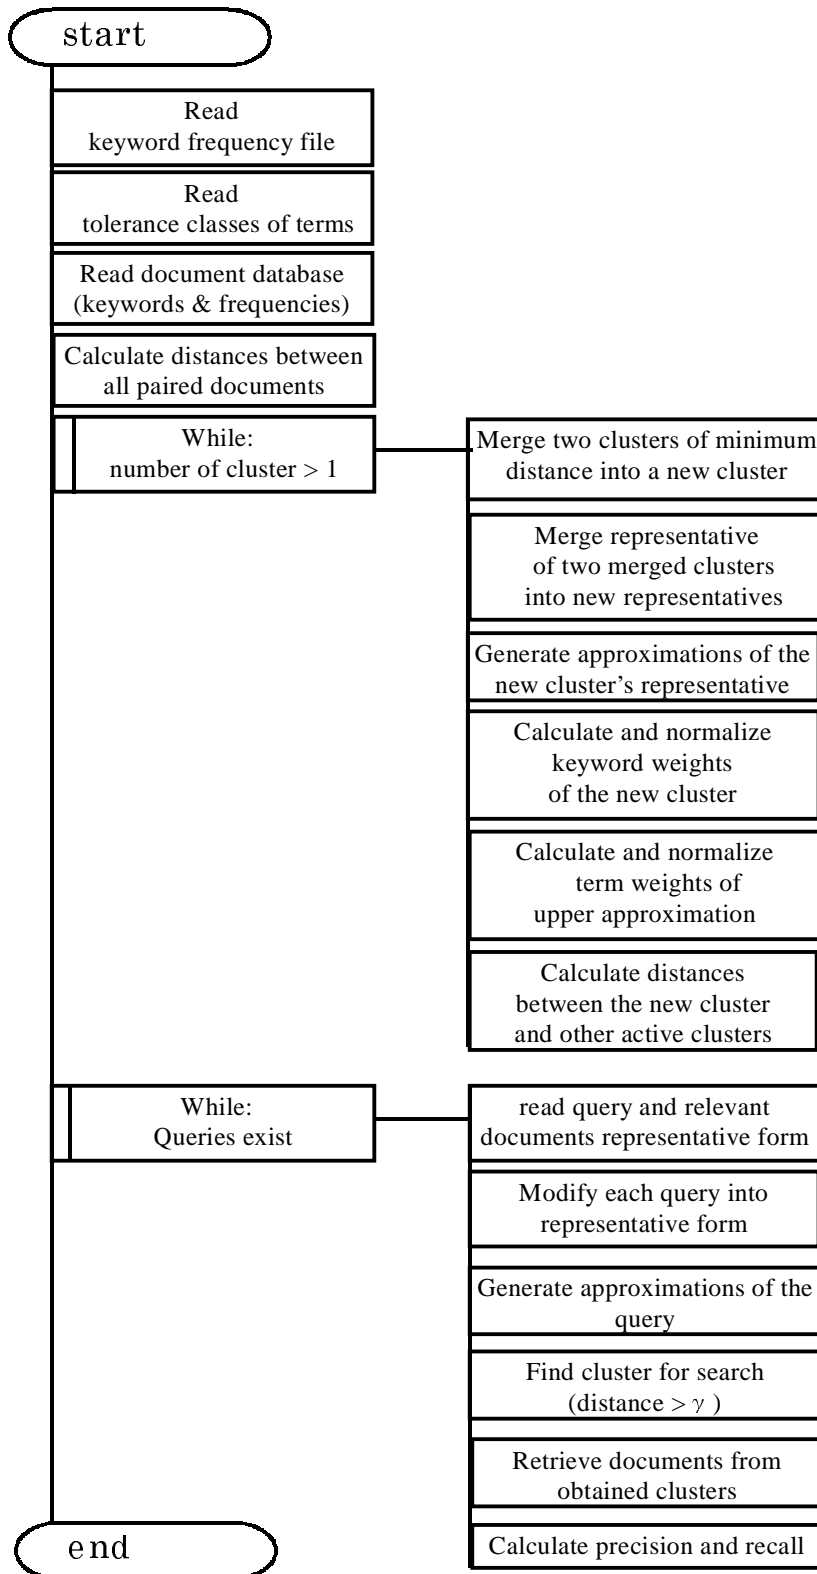 start
Read
keyword frequency file
Read
tolerance classes of terms
Read document database
(keywords & frequencies)
Calculate distances between
all paired documents
While:
number of cluster > 1
Merge two clusters of minimum
distance into a new cluster
Merge representative
of two merged clusters
into new representatives
Generate approximations of the
new cluster’s representative
Calculate and normalize
keyword weights
of the new cluster
Calculate and normalize
term weights of
upper approximation
Calculate distances
between the new cluster
and other active clusters
While:
Queries exist
read query and relevant
documents representative form
Modify each query into
representative form
Generate approximations of the
query
Find cluster for search
(distance > γ )
Retrieve documents from
obtained clusters
Calculate precision and recall
end